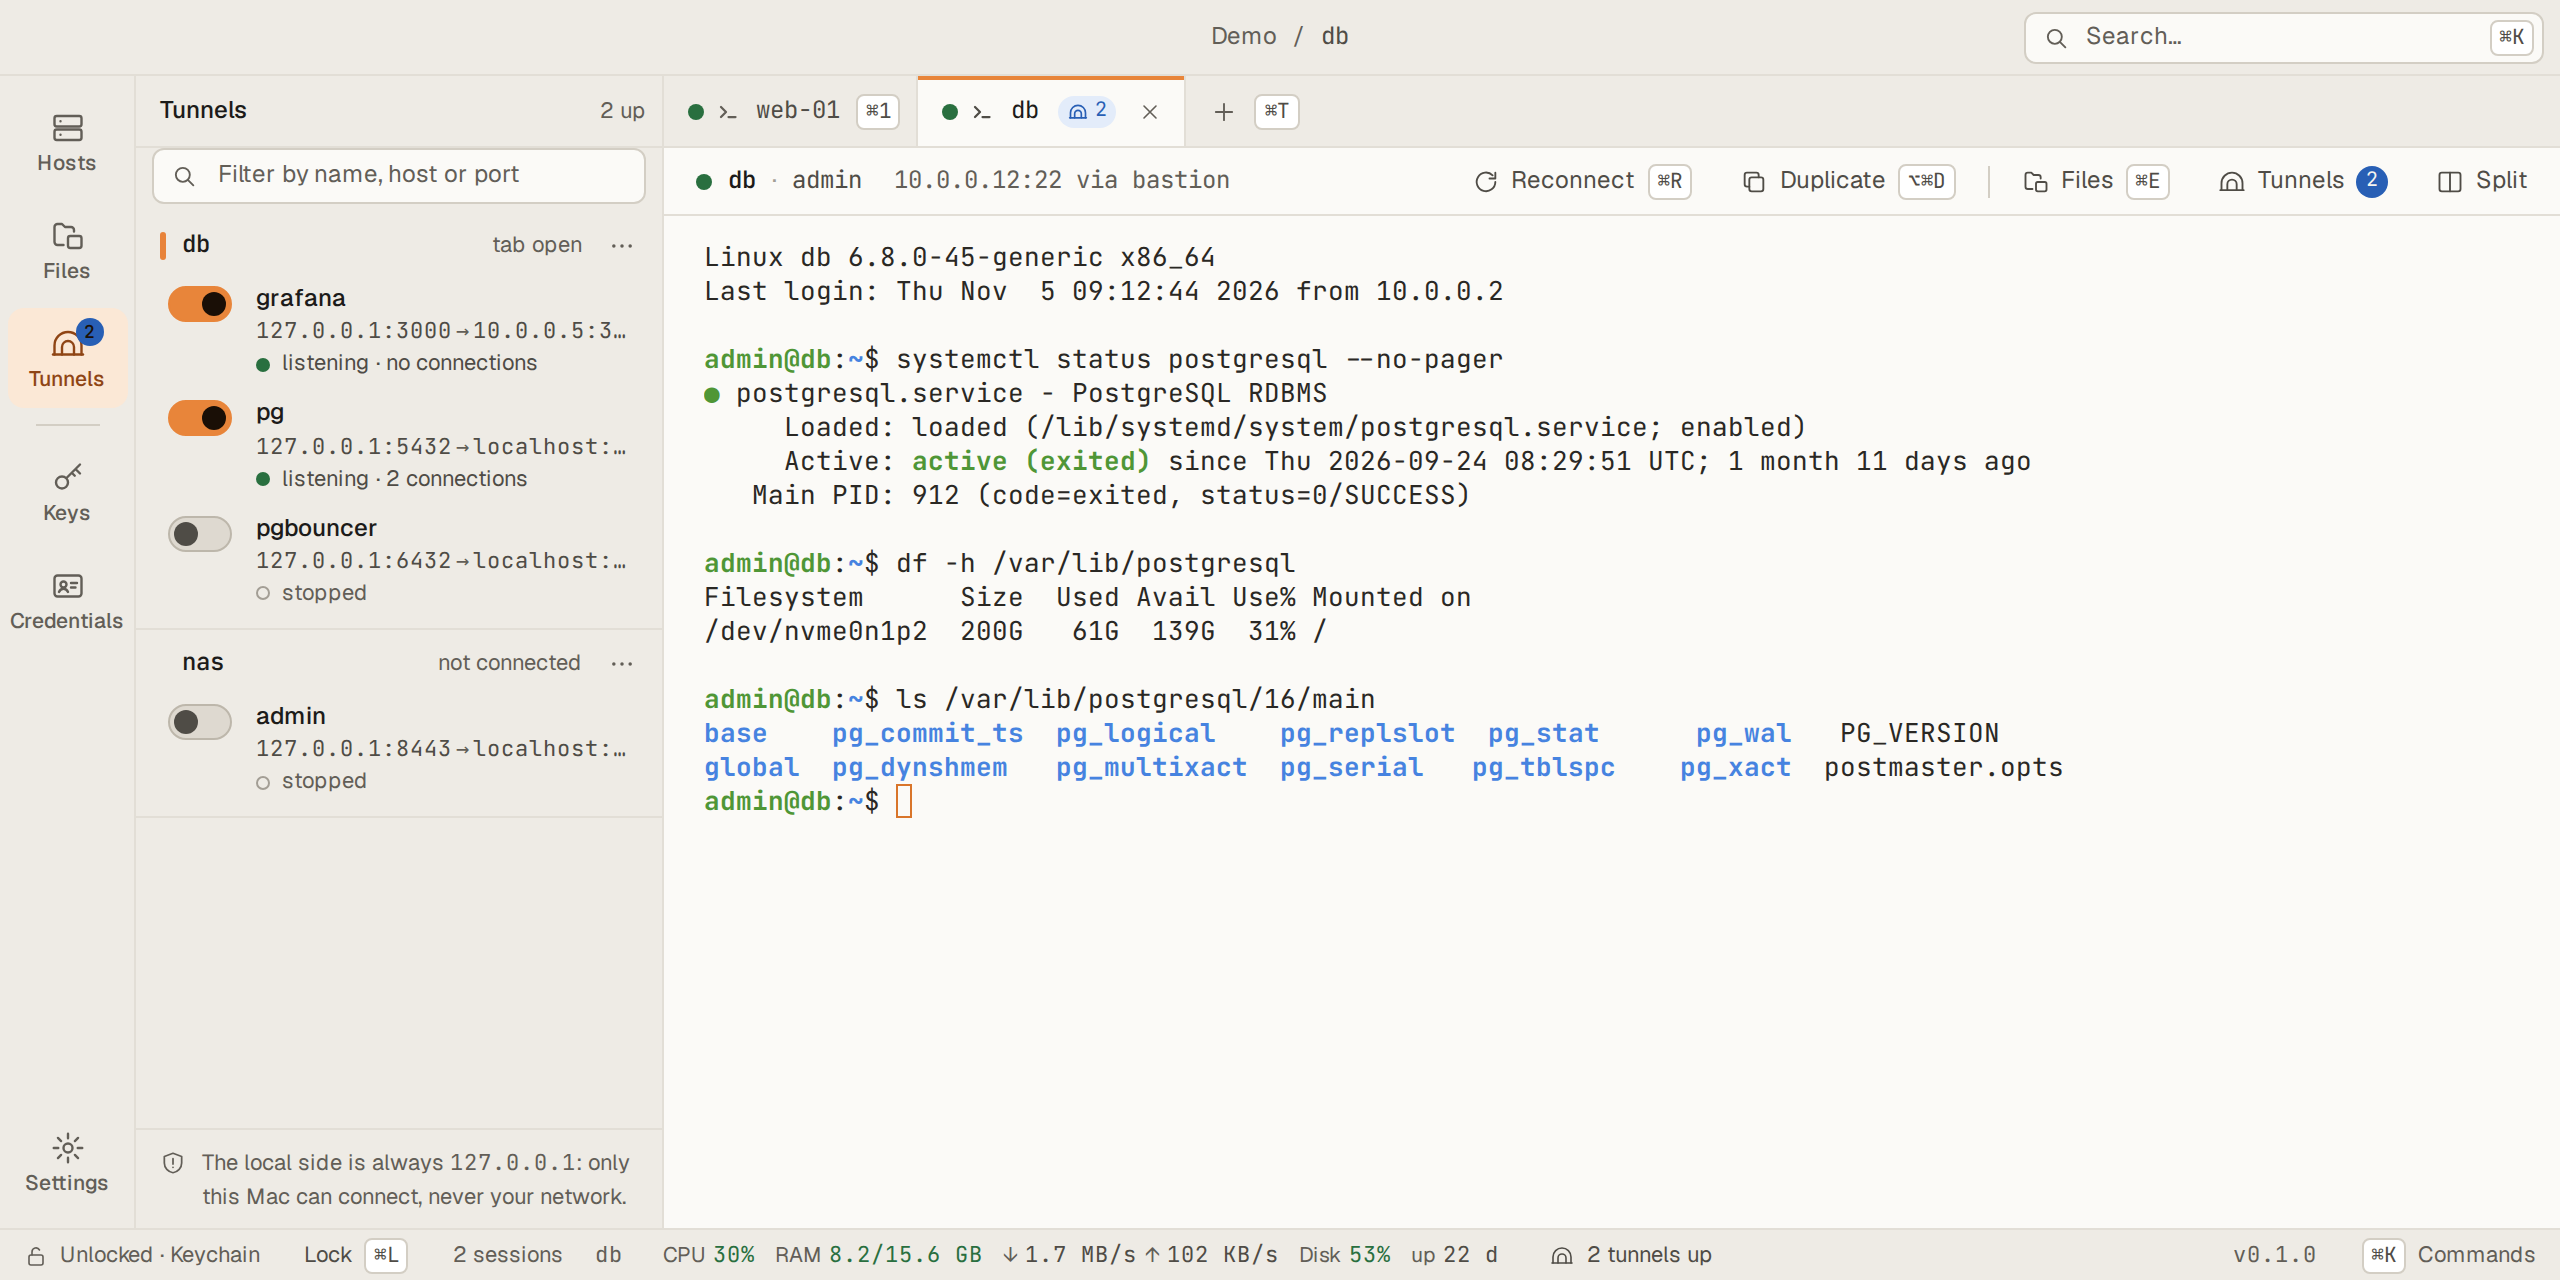 Demo / db
Search… ⌘K
Hosts
Files
2
Tunnels
Keys
Credentials
Settings
Tunnels 2 up
Filter by name, host or port
db tab open ···
grafana
127.0.0.1:3000→10.0.0.5:3…
listening · no connections
pg
127.0.0.1:5432→localhost:…
listening · 2 connections
pgbouncer
127.0.0.1:6432→localhost:…
stopped
nas not connected ···
admin
127.0.0.1:8443→localhost:…
stopped
The local side is always 127.0.0.1: only
this Mac can connect, never your network.
web-01 ⌘1 db 2 × + ⌘T
db · admin 10.0.0.12:22 via bastion Reconnect ⌘R Duplicate ⌥⌘D Files ⌘E Tunnels 2 Split
Linux db 6.8.0-45-generic x86_64
Last login: Thu Nov  5 09:12:44 2026 from 10.0.0.2
admin@db:~$ systemctl status postgresql --no-pager
● postgresql.service - PostgreSQL RDBMS
     Loaded: loaded (/lib/systemd/system/postgresql.service; enabled)
     Active: active (exited) since Thu 2026-09-24 08:29:51 UTC; 1 month 11 days ago
   Main PID: 912 (code=exited, status=0/SUCCESS)
admin@db:~$ df -h /var/lib/postgresql
Filesystem      Size  Used Avail Use% Mounted on
/dev/nvme0n1p2  200G   61G  139G  31% /
admin@db:~$ ls /var/lib/postgresql/16/main
base    pg_commit_ts  pg_logical    pg_replslot  pg_stat      pg_wal   PG_VERSION
global  pg_dynshmem   pg_multixact  pg_serial   pg_tblspc    pg_xact  postmaster.opts
admin@db:~$
Unlocked · Keychain Lock ⌘L 2 sessions db CPU 30% RAM 8.2/15.6 GB ↓1.7 MB/s ↑102 KB/s Disk 53% up 22 d 2 tunnels up v0.1.0 ⌘K Commands